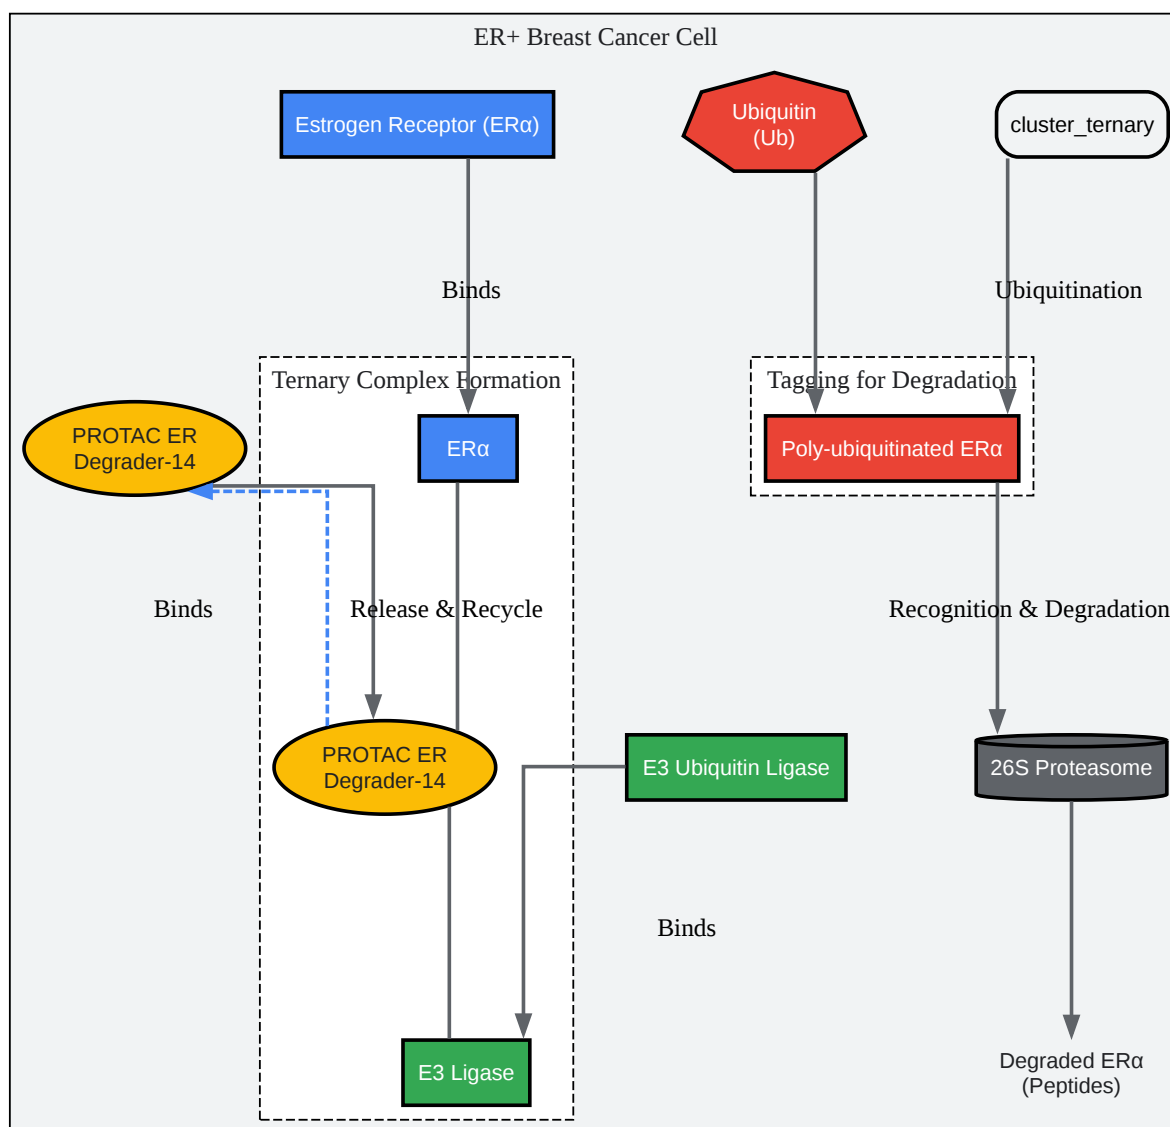 ER+ Breast Cancer Cell
Estrogen Receptor (ERα)
Ubiquitin
(Ub)
cluster_ternary
Binds
Ubiquitination
Ternary Complex Formation
Tagging for Degradation
PROTAC ER
Degrader-14
ERα
Poly-ubiquitinated ERα
Binds
Release & Recycle
Recognition & Degradation
PROTAC ER
Degrader-14
E3 Ubiquitin Ligase
26S Proteasome
Binds
E3 Ligase
Degraded ERα
(Peptides)